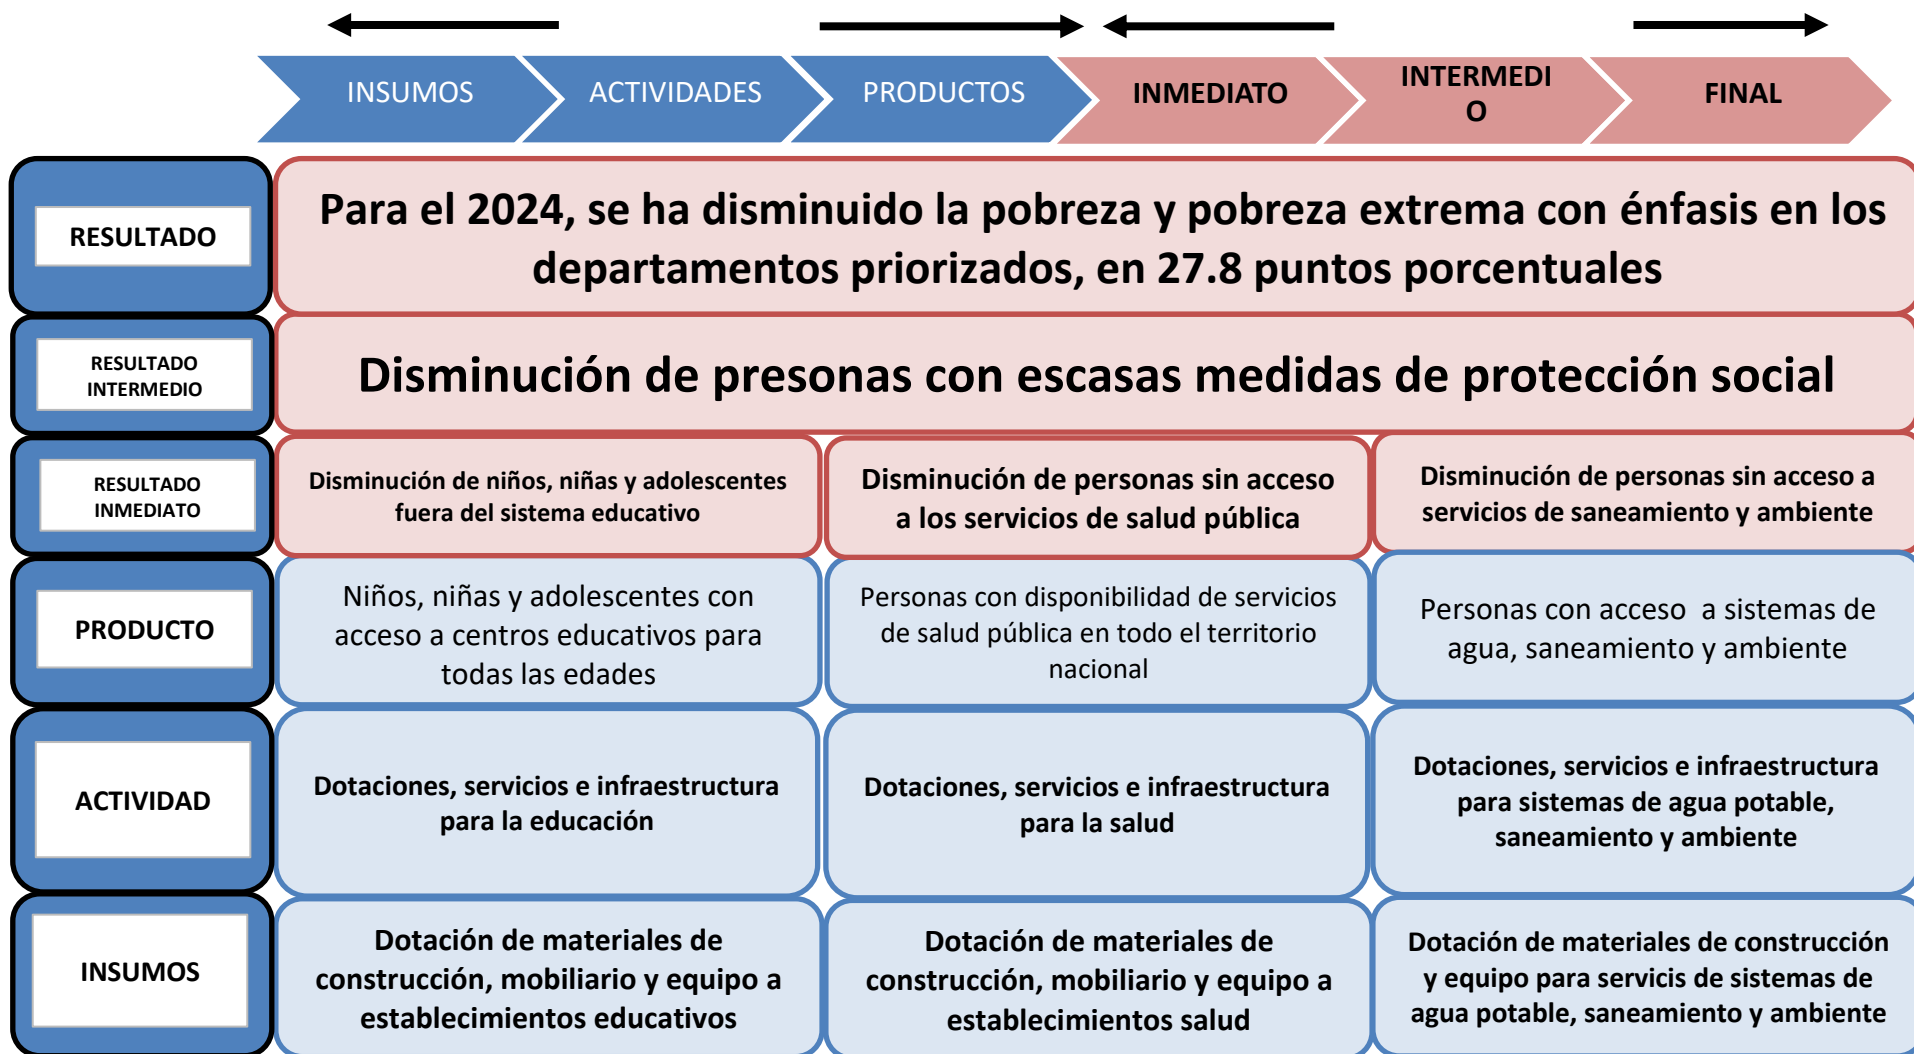 INSUMOS
ACTIVIDADES
PRODUCTOS
INMEDIATO
INTERMEDI
O
FINAL
RESULTADO
Para el 2024, se ha disminuido la pobreza y pobreza extrema con énfasis en los
departamentos priorizados, en 27.8 puntos porcentuales
RESULTADO
INTERMEDIO
Disminución de presonas con escasas medidas de protección social
RESULTADO
INMEDIATO
Disminución de niños, niñas y adolescentes
fuera del sistema educativo
Disminución de personas sin acceso
a los servicios de salud pública
Disminución de personas sin acceso a
servicios de saneamiento y ambiente
PRODUCTO
Niños, niñas y adolescentes con
acceso a centros educativos para
todas las edades
Personas con disponibilidad de servicios
de salud pública en todo el territorio
nacional
Personas con acceso a sistemas de
agua, saneamiento y ambiente
ACTIVIDAD
Dotaciones, servicios e infraestructura
para la educación
Dotaciones, servicios e infraestructura
para la salud
Dotaciones, servicios e infraestructura
para sistemas de agua potable,
saneamiento y ambiente
INSUMOS
Dotación de materiales de
construcción, mobiliario y equipo a
establecimientos educativos
Dotación de materiales de
construcción, mobiliario y equipo a
establecimientos salud
Dotación de materiales de construcción
y equipo para servicis de sistemas de
agua potable, saneamiento y ambiente